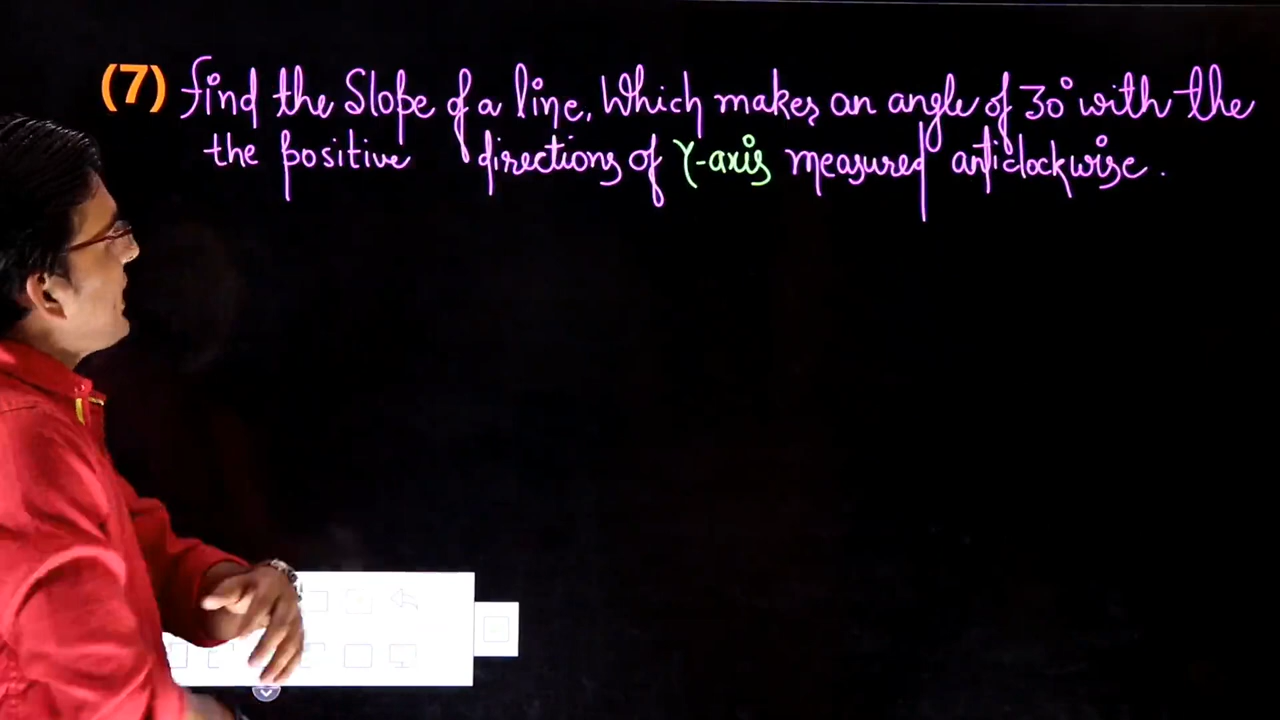 (7) Find the Slope of a line, Which makes an angle of 30° with the
the positive directions of Y-axis measured anticlockwise.